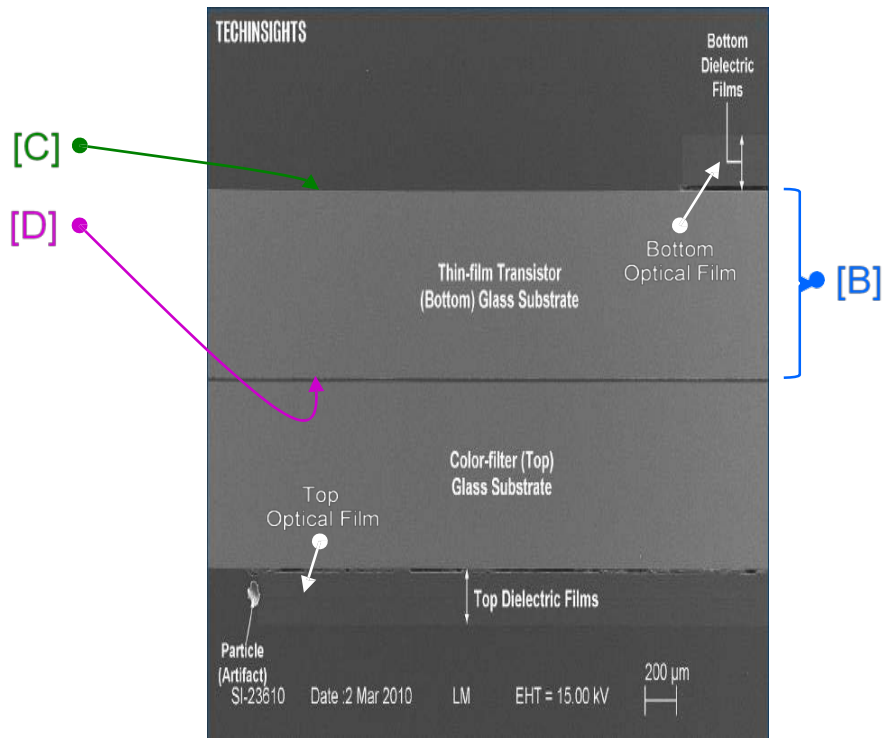 TECHINSIGHTS
Bottom
Dielectric
Films
[C]
[D]
Bottom
Optical Film
[B]
Thin-film Transistor
(Bottom) Glass Substrate
Color-filter (Top)
Glass Substrate
Top
Optical Film
Top Dielectric Films
Particle
(Artifact)
200 µm
SI-23610 Date :2 Mar 2010 LM EHT = 15.00 kV